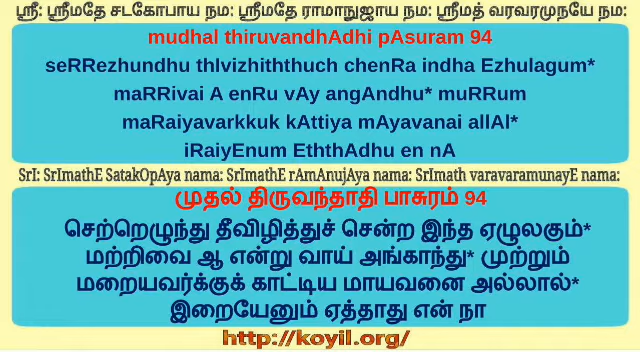 ஸ்ரீ: ஸ்ரீமதே சடகோபாய நம: ஸ்ரீமதே ராமாநுஜாய நம: ஸ்ரீமத் வரவரமுநயே நம:
mudhal thiruvandhAdhi pAsuram 94
seRRezhundhu thIvizhiththuch chenRa indha Ezhulagum*
maRRivai A enRu vAy angAndhu* muRRum
maRaiyavarkkuk kAttiya mAyavanai allAl*
iRaiyEnum EththAdhu en nA
SrI: SrImathE SatakOpAya nama: SrImathE rAmAnujAya nama: SrImath varavaramunayE nama:
முதல் திருவந்தாதி பாசுரம் 94
செற்றெழுந்து தீவிழித்துச் சென்ற இந்த ஏழுலகும்*
மற்றிவை ஆ என்று வாய் அங்காந்து* முற்றும்
மறையவர்க்குக் காட்டிய மாயவனை அல்லால்*
இறையேனும் ஏத்தாது என் நா
http://koyil.org/